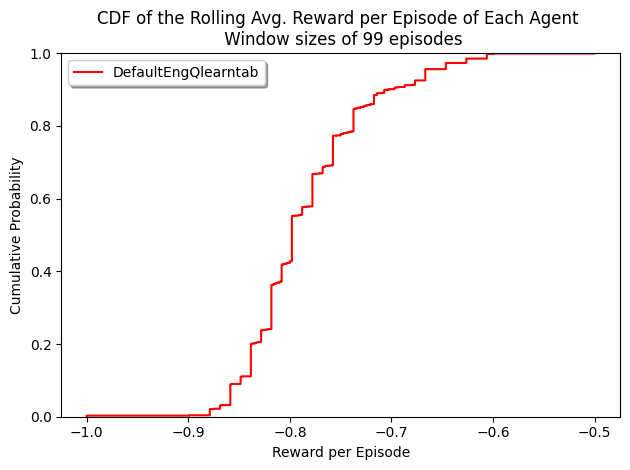 CDF of the Rolling Avg. Reward per Episode of Each Agent
Window sizes of 99 episodes
DefaultEngQlearntab
Cumulative Probability
1.0
0.8
0.6
0.4
0.2
0.0
−1.0 −0.9 −0.8 −0.7 −0.6 −0.5
Reward per Episode